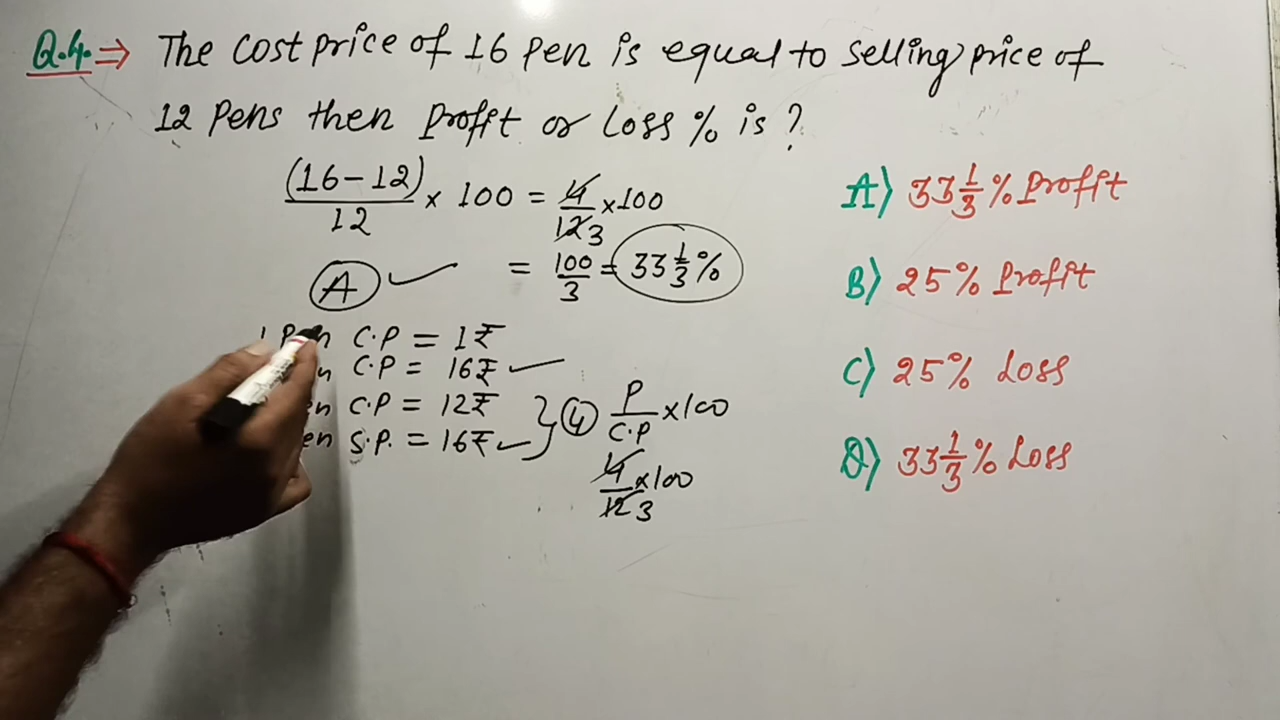 Q.4. ⇒ The Cost price of 16 Pen is equal to Selling price of
12 Pens then Profit or Loss % is ?
(16-12)/12 × 100 = 4/12 3 ×100
= 100/3 = 33 1/3 %
A ✓
1 Pen C.P = 1₹
C.P = 16₹ ✓
C.P = 12₹
S.P. = 16₹ ✓ } 4
P/C.P ×100
4/12 3 ×100
A) 33 1/3 % Profit
B) 25% Profit
C) 25% Loss
D) 33 1/3 % Loss